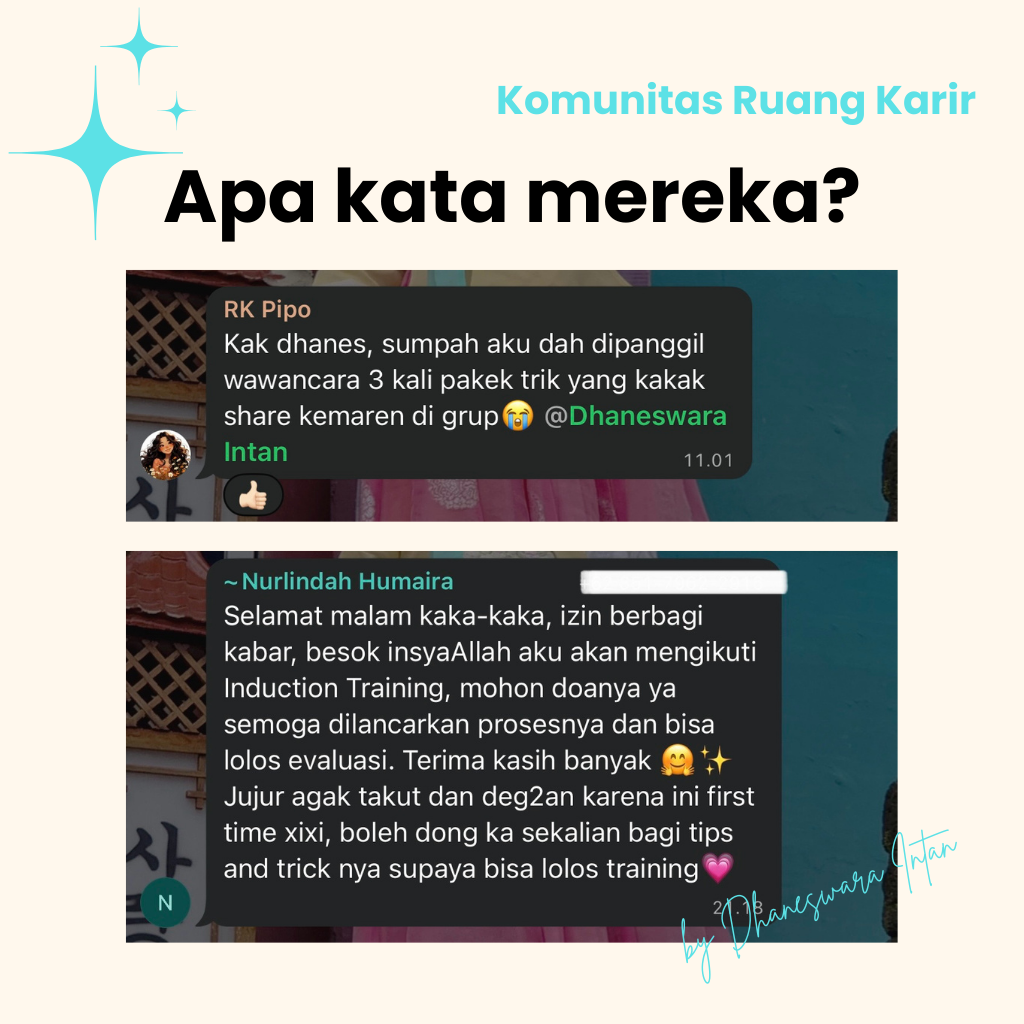 Komunitas Ruang Karir
Apa kata mereka?
RK Pipo
Kak dhanes, sumpah aku dah dipanggil
wawancara 3 kali pakek trik yang kakak
share kemaren di grup😭 @Dhaneswara
Intan
11.01
👍🏻
사
~Nurlindah Humaira
Selamat malam kaka-kaka, izin berbagi
kabar, besok insyaAllah aku akan mengikuti
Induction Training, mohon doanya ya
semoga dilancarkan prosesnya dan bisa
lolos evaluasi. Terima kasih banyak 🤗✨
Jujur agak takut dan deg2an karena ini first
time xixi, boleh dong ka sekalian bagi tips
and trick nya supaya bisa lolos training💗
사
N
by Dhaneswara Intan